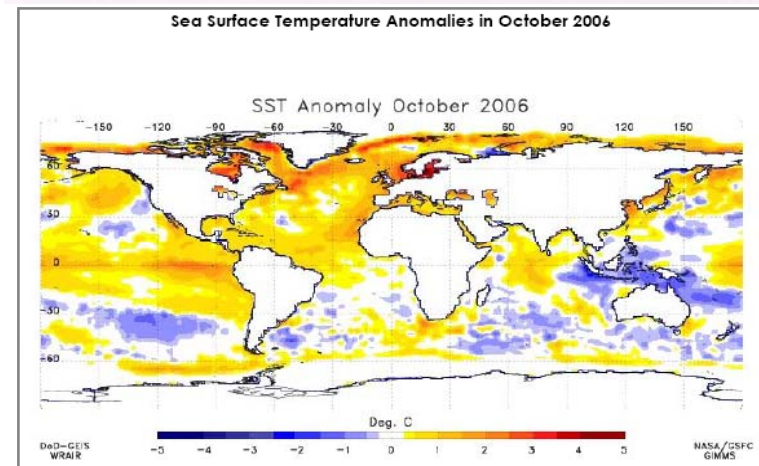 Sea Surface Temperature Anomalies in October 2006
SST Anomaly October 2006
-150 -120 -90 -60 -30 0 30 60 90 120 150
60
30
0
-30
-60
Deg. C
-5 -4 -3 -2 -1 0 1 2 3 4 5
DoD-GEIS
WRAIR
NASA/GSFC
GIMMS